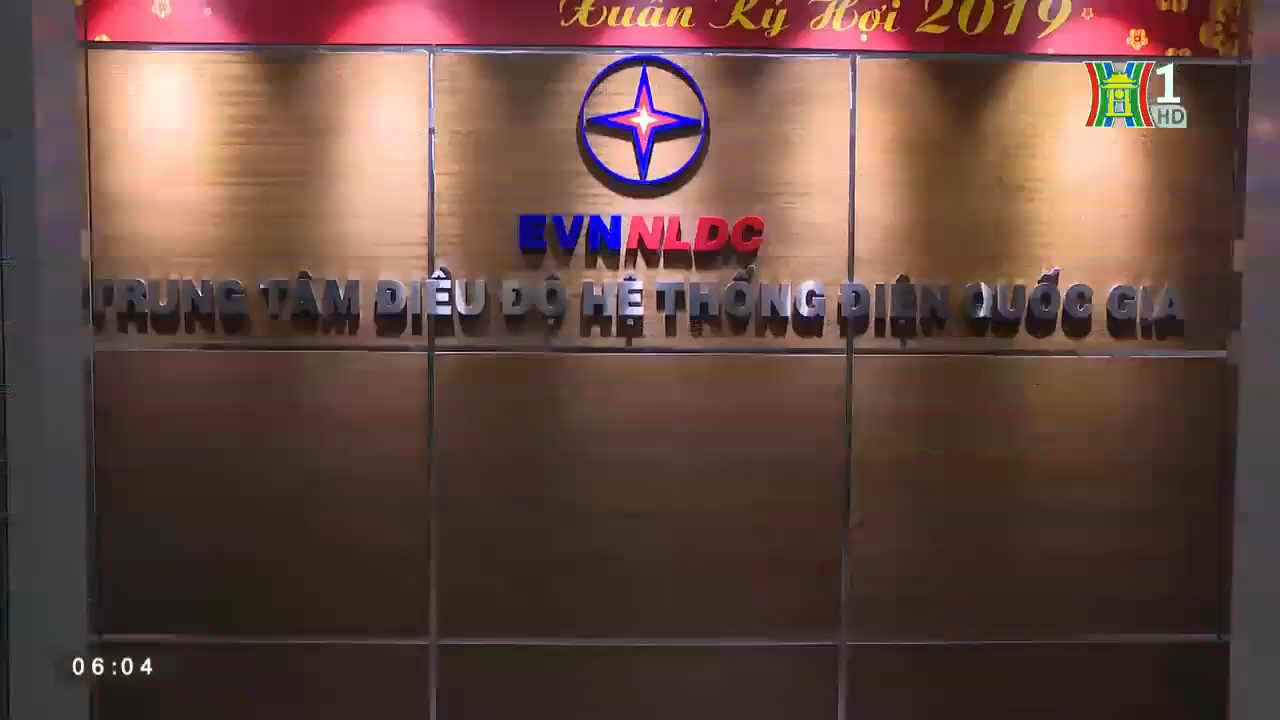 Xuân Kỷ Hợi 2019
1
HD
EVNNLDC
TRUNG TÂM ĐIỀU ĐỘ HỆ THỐNG ĐIỆN QUỐC GIA
06:04